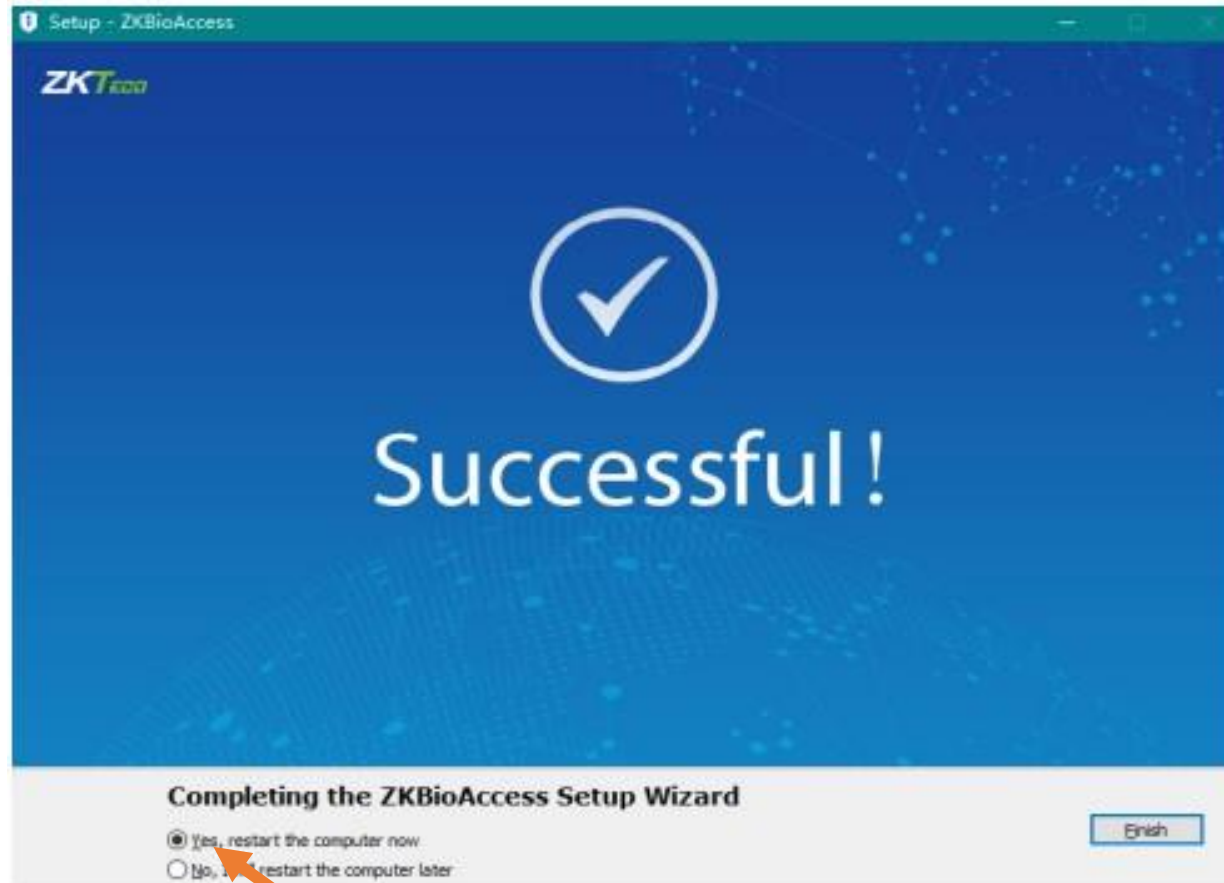 Setup - ZKBioAccess
ZKTeco
Successful!
Completing the ZKBioAccess Setup Wizard
Yes, restart the computer now
Finish
No, restart the computer later